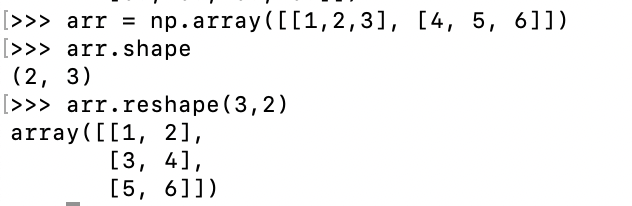 [>>> arr = np.array([[1,2,3], [4, 5, 6]])
[>>> arr.shape
(2, 3)
[>>> arr.reshape(3,2)
array([[1, 2],
       [3, 4],
       [5, 6]])